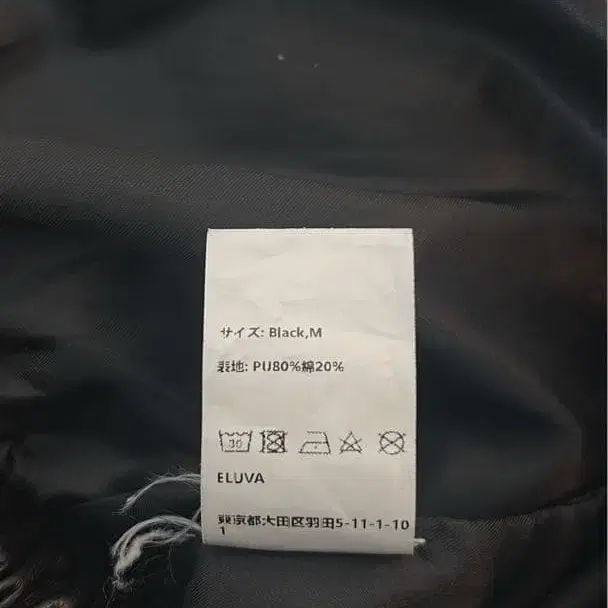 サイズ: Black,M
表地: PU80%綿20%
30
ELUVA
東京都大田区羽田5-11-1-10
1